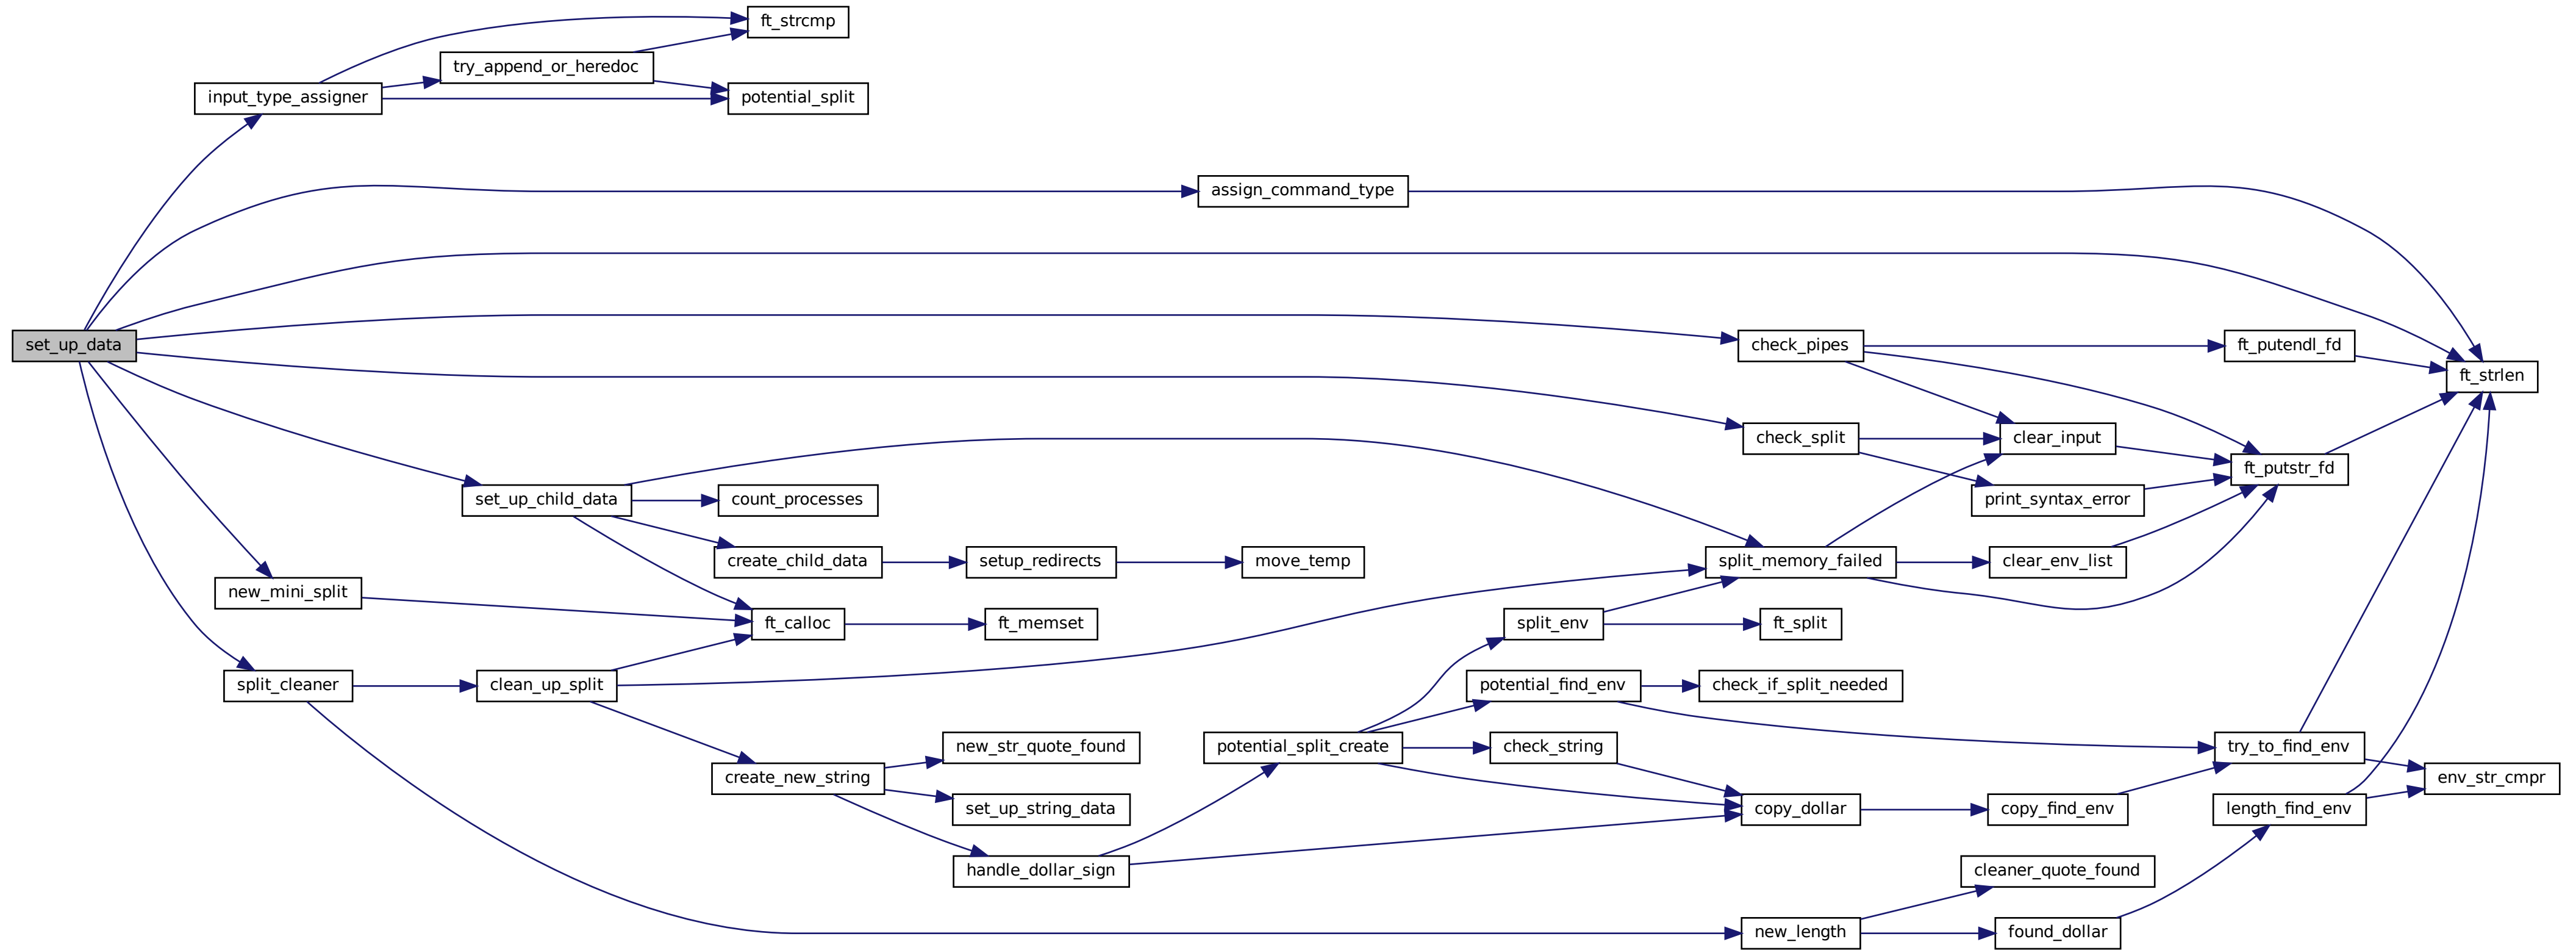 ft_strcmp
try_append_or_heredoc
input_type_assigner
potential_split
assign_command_type
set_up_data
check_pipes
ft_putendl_fd
ft_strlen
check_split
clear_input
ft_putstr_fd
set_up_child_data
count_processes
print_syntax_error
create_child_data
setup_redirects
move_temp
split_memory_failed
clear_env_list
new_mini_split
ft_calloc
ft_memset
split_env
ft_split
split_cleaner
clean_up_split
potential_find_env
check_if_split_needed
new_str_quote_found
potential_split_create
check_string
try_to_find_env
create_new_string
env_str_cmpr
set_up_string_data
copy_dollar
copy_find_env
length_find_env
handle_dollar_sign
cleaner_quote_found
new_length
found_dollar